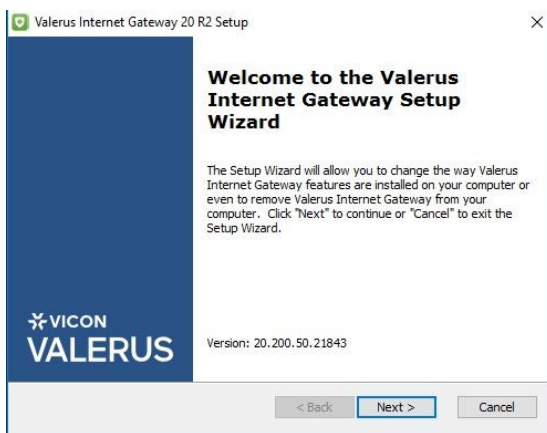 Valerus Internet Gateway 20 R2 Setup
Welcome to the Valerus
Internet Gateway Setup
Wizard
The Setup Wizard will allow you to change the way Valerus
Internet Gateway features are installed on your computer or
even to remove Valerus Internet Gateway from your
computer. Click "Next" to continue or "Cancel" to exit the
Setup Wizard.
VICON
VALERUS
Version: 20.200.50.21843
< Back
Next >
Cancel